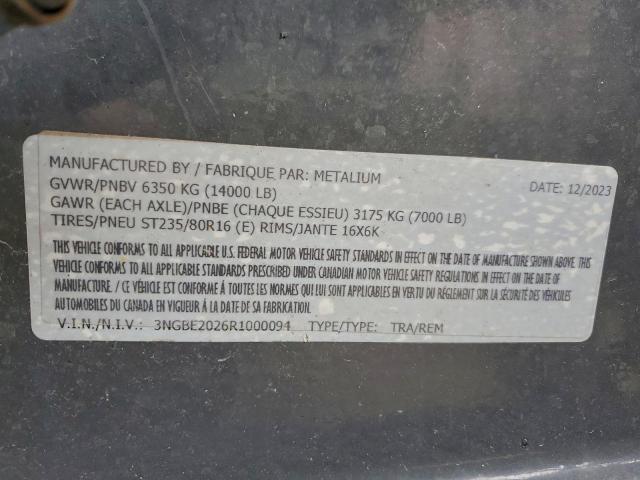 MANUFACTURED BY / FABRIQUE PAR: METALIUM DATE: 12/2023
GVWR/PNBV 6350 KG (14000 LB)
GAWR (EACH AXLE)/PNBE (CHAQUE ESSIEU) 3175 KG (7000 LB)
TIRES/PNEU ST235/80R16 (E) RIMS/JANTE 16X6K
THIS VEHICLE CONFORMS TO ALL APPLICABLE U.S. FEDERAL MOTOR VEHICLE SAFETY STANDARDS IN EFFECT ON THE DATE OF MANUFACTURE SHOWN ABOVE.
THIS VEHICLE CONFORMS TO ALL APPLICABLE STANDARDS PRESCRIBED UNDER CANADIAN MOTOR VEHICLE SAFETY REGULATIONS IN EFFECT ON THE DATE OF
MANUFACTURE. / CE VÉHICULE EST CONFORME A TOUTES LES NORMES QUI LUI SONT APPLICABLES EN VERTU DU RÈGLEMENT SUR LA SÉCURITÉ DES VÉHICULES
AUTOMOBILES DU CANADA EN VIGUEUR À LA DATE DE SA FABRICATION.
V.I.N./N.I.V.: 3NGBE2026R1000094 TYPE/TYPE: TRA/REM